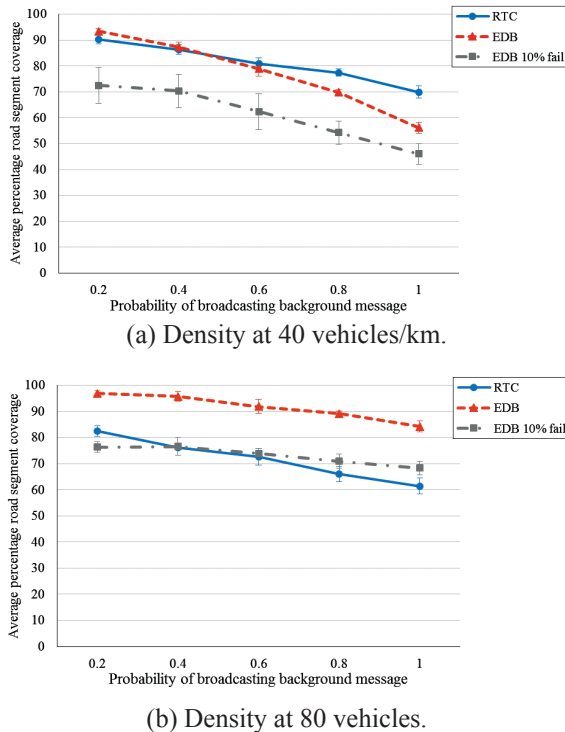 100
90
80
70
60
50
40
30
20
10
0
Average percentage road segment coverage
0.2 0.4 0.6 0.8 1
Probability of broadcasting background message
RTC
EDB
EDB 10% fail
(a) Density at 40 vehicles/km.
100
90
80
70
60
50
40
30
20
10
0
Average percentage road segment coverage
0.2 0.4 0.6 0.8 1
Probability of broadcasting background message
RTC
EDB
EDB 10% fail
(b) Density at 80 vehicles.